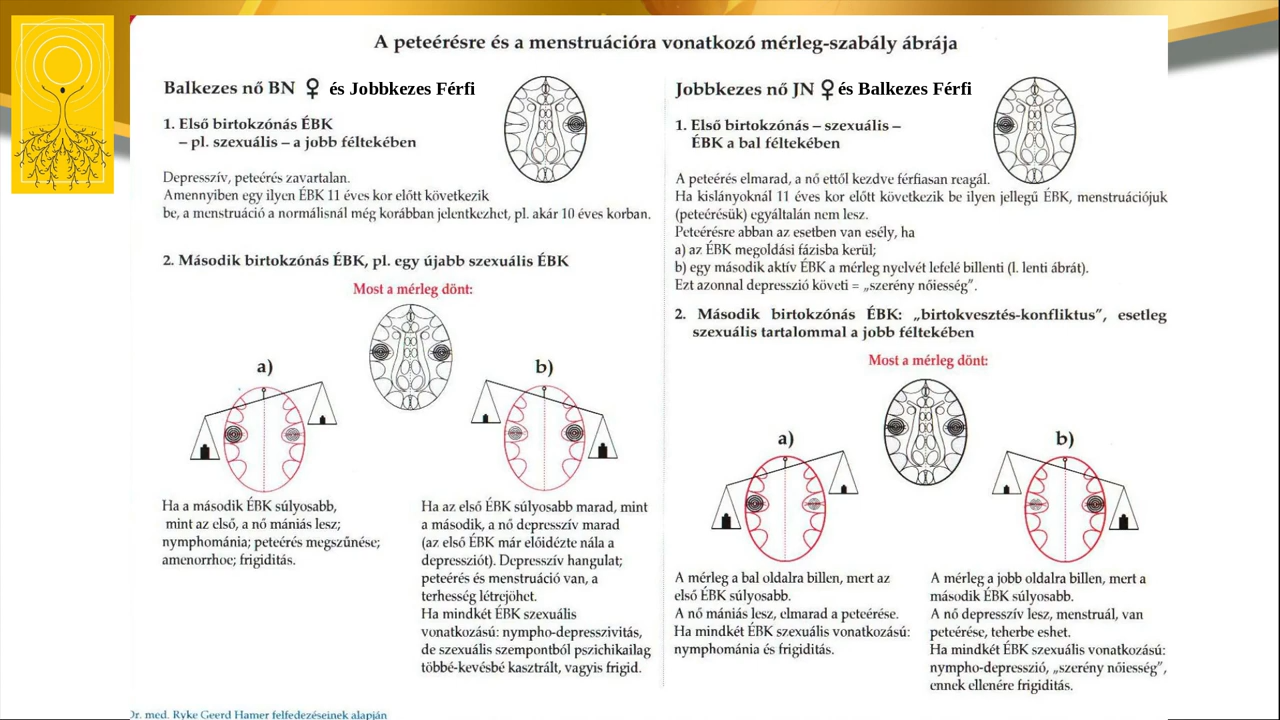 A peteérésre és a menstruációra vonatkozó mérleg-szabály ábrája
Balkezes nő BN ♀ és Jobbkezes Férfi
1. Első birtokzónás ÉBK
– pl. szexuális – a jobb féltekében
Depresszív, peteérés zavartalan.
Amennyiben egy ilyen ÉBK 11 éves kor előtt következik
be, a menstruáció a normálisnál még korábban jelentkezhet, pl. akár 10 éves korban.
2. Második birtokzónás ÉBK, pl. egy újabb szexuális ÉBK
Most a mérleg dönt:
a)
b)
Ha a második ÉBK súlyosabb,
mint az első, a nő mániás lesz;
nymphománia; peteérés megszűnése;
amenorrhoe; frigiditás.
Ha az első ÉBK súlyosabb marad, mint
a második, a nő depresszív marad
(az első ÉBK már előidézte nála a
depressziót). Depresszív hangulat;
peteérés és menstruáció van, a
terhesség létrejöhet.
Ha mindkét ÉBK szexuális
vonatkozású: nympho-depresszivitás,
de szexuális szempontból pszichikailag
többé-kevésbé kasztrált, vagyis frigid.
Jobbkezes nő JN ♀ és Balkezes Férfi
1. Első birtokzónás – szexuális –
ÉBK a bal féltekében
A peteérés elmarad, a nő ettől kezdve férfiasan reagál.
Ha kislányoknál 11 éves kor előtt következik be ilyen jellegű ÉBK, menstruációjuk
(peteérésük) egyáltalán nem lesz.
Peteérésre abban az esetben van esély, ha
a) az ÉBK megoldási fázisba kerül;
b) egy második aktív ÉBK a mérleg nyelvét lefelé billenti (l. lenti ábrát).
Ezt azonnal depresszió követi = „szerény nőiesség”.
2. Második birtokzónás ÉBK: „birtokvesztés-konfliktus”, esetleg
szexuális tartalommal a jobb féltekében
Most a mérleg dönt:
a)
b)
A mérleg a bal oldalra billen, mert az
első ÉBK súlyosabb.
A nő mániás lesz, elmarad a peteérése.
Ha mindkét ÉBK szexuális vonatkozású:
nymphománia és frigiditás.
A mérleg a jobb oldalra billen, mert a
második ÉBK súlyosabb.
A nő depresszív lesz, menstruál, van
peteérése, teherbe eshet.
Ha mindkét ÉBK szexuális vonatkozású:
nympho-depresszió, „szerény nőiesség”,
ennek ellenére frigiditás.
Dr. med. Ryke Geerd Hamer felfedezéseinek alapján